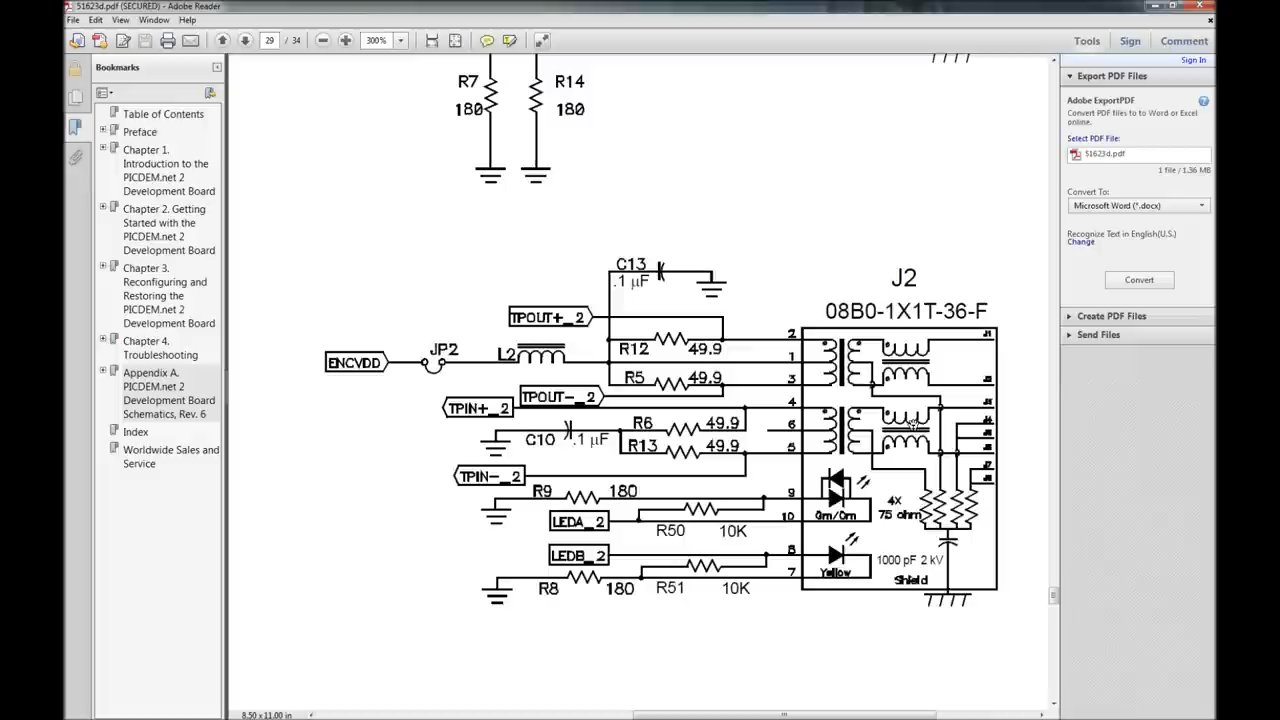 51623d.pdf (SECURED) - Adobe Reader
File Edit View Window Help
29 / 34 300% Tools Sign Comment
Bookmarks
Table of Contents
Preface
Chapter 1.
Introduction to the
PICDEM.net 2
Development Board
Chapter 2. Getting
Started with the
PICDEM.net 2
Development Board
Chapter 3.
Reconfiguring and
Restoring the
PICDEM.net 2
Development Board
Chapter 4.
Troubleshooting
Appendix A.
PICDEM.net 2
Development Board
Schematics, Rev. 6
Index
Worldwide Sales and
Service
R7 R14
180 180
C13
.1 µF
J2
08B0-1X1T-36-F
TPOUT+_2
2 J1
R12 49.9
JP2 L2
ENCVDD
1
R5 49.9
3
TPOUT-_2
TPIN+_2
4
R6 49.9
6
C10 .1 µF
R13 49.9
5
TPIN-_2
J7
R9 180
9
4X
75 ohm
LEDA_2
10
Grn/Orn
R50 10K
LEDB_2
8
1000 pF 2 kV
7
Yellow
Shield
R8 180
R51 10K
8.50 x 11.00 in
Sign In
Export PDF Files
Adobe ExportPDF
Convert PDF files to to Word or Excel
online.
Select PDF File:
51623d.pdf
1 file / 1.36 MB
Convert To:
Microsoft Word (*.docx)
Recognize Text in English(U.S.)
Change
Convert
Create PDF Files
Send Files